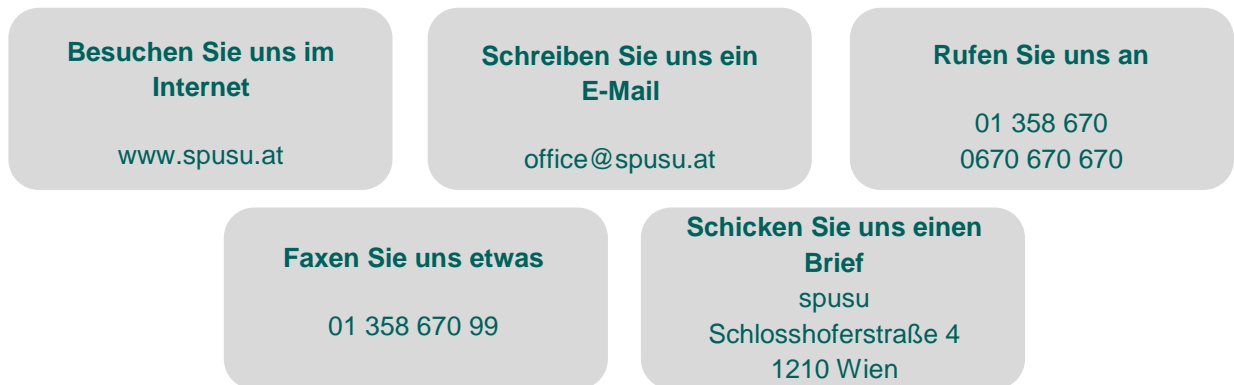 Besuchen Sie uns im
Internet
www.spusu.at
Schreiben Sie uns ein
E-Mail
office@spusu.at
Rufen Sie uns an
01 358 670
0670 670 670
Faxen Sie uns etwas
01 358 670 99
Schicken Sie uns einen
Brief
spusu
Schlosshoferstraße 4
1210 Wien